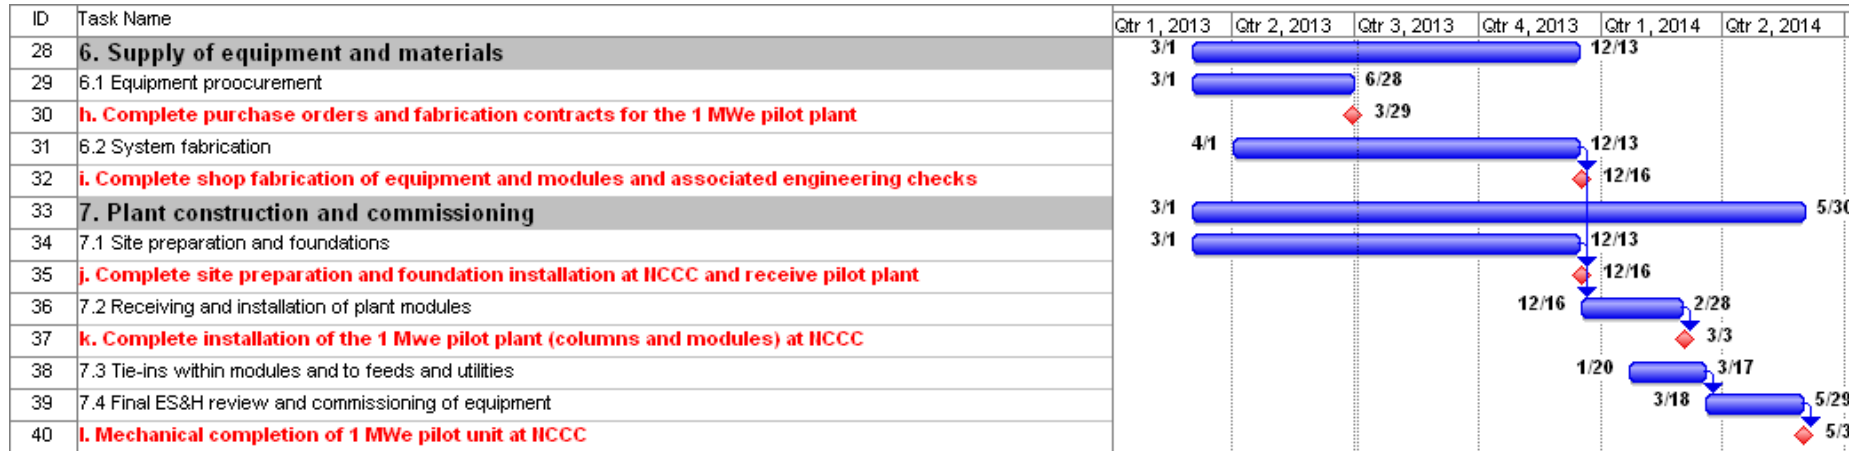 ID Task Name Qtr 1, 2013 Qtr 2, 2013 Qtr 3, 2013 Qtr 4, 2013 Qtr 1, 2014 Qtr 2, 2014
28 6. Supply of equipment and materials 3/1 12/13
29 6.1 Equipment proocurement 3/1 6/28
30 h. Complete purchase orders and fabrication contracts for the 1 MWe pilot plant 3/29
31 6.2 System fabrication 4/1 12/13
32 i. Complete shop fabrication of equipment and modules and associated engineering checks 12/16
33 7. Plant construction and commissioning 3/1 5/30
34 7.1 Site preparation and foundations 3/1 12/13
35 j. Complete site preparation and foundation installation at NCCC and receive pilot plant 12/16
36 7.2 Receiving and installation of plant modules 12/16 2/28
37 k. Complete installation of the 1 Mwe pilot plant (columns and modules) at NCCC 3/3
38 7.3 Tie-ins within modules and to feeds and utilities 1/20 3/17
39 7.4 Final ES&H review and commissioning of equipment 3/18 5/29
40 l. Mechanical completion of 1 MWe pilot unit at NCCC 5/3